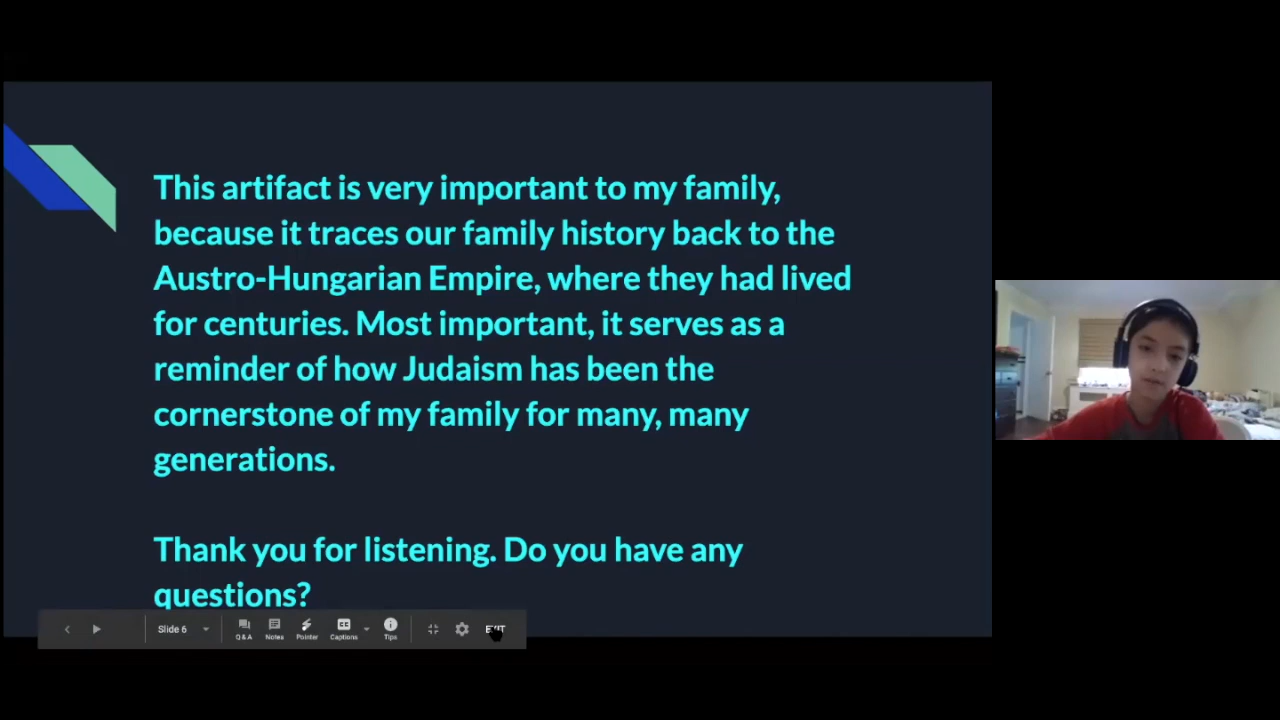 This artifact is very important to my family,
because it traces our family history back to the
Austro-Hungarian Empire, where they had lived
for centuries. Most important, it serves as a
reminder of how Judaism has been the
cornerstone of my family for many, many
generations.
Thank you for listening. Do you have any
questions?
Slide 6
Q&A Notes Pointer Captions Tips
EXIT